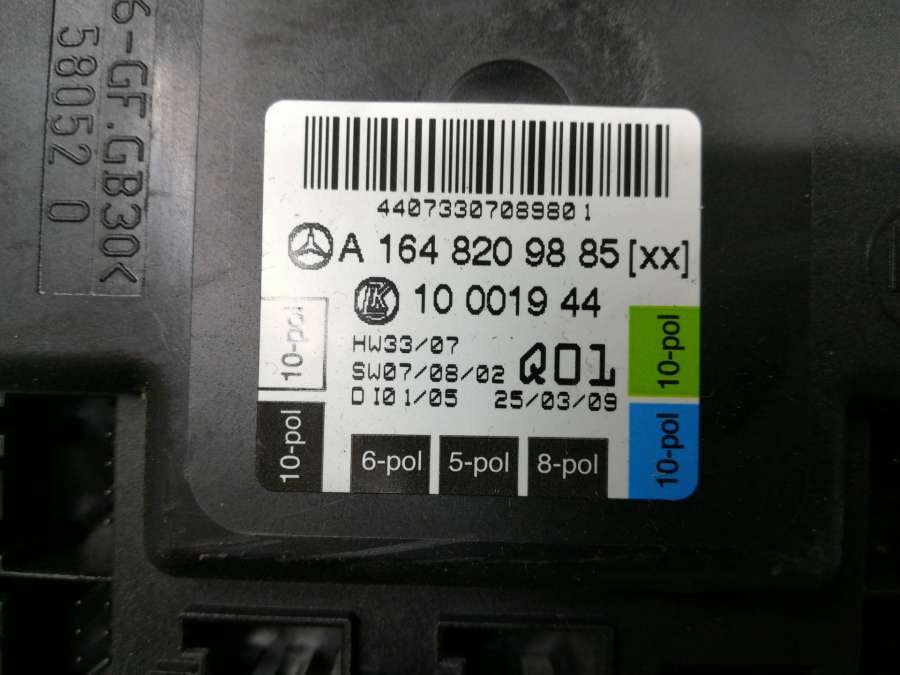 6-GF.GB30<
58052 0
4407330708980 1
A 164 820 98 85 [xx]
10 0019 44
HW33/07
SW07/08/02
Q01
DI01/05 25/03/09
10-pol
10-pol
10-pol
10-pol
6-pol
5-pol
8-pol